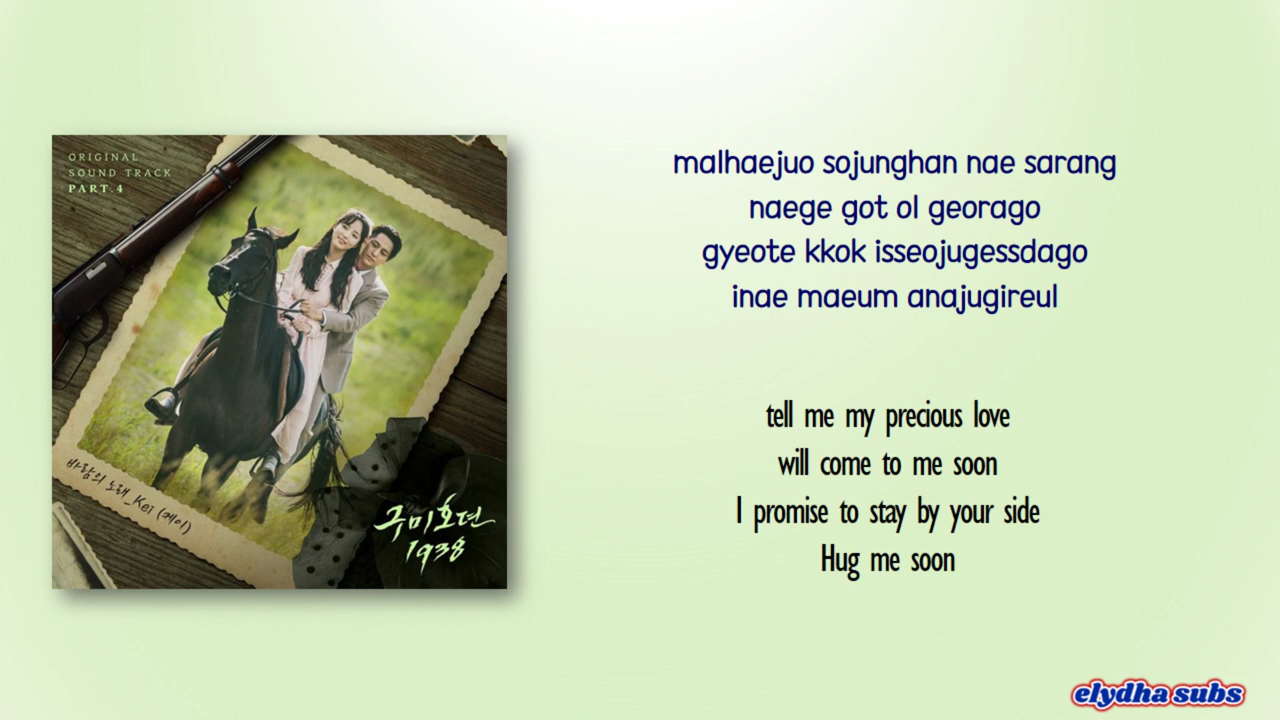 ORIGINAL
SOUND TRACK
PART.4
바람의 노래_Kei (케이)
구미호뎐
1938
malhaejuo sojunghan nae sarang
naege got ol georago
gyeote kkok isseojugessdago
inae maeum anajugireul
tell me my precious love
will come to me soon
I promise to stay by your side
Hug me soon
elydha subs